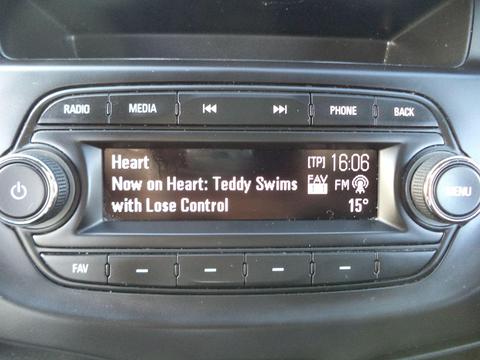 RADIO MEDIA PHONE BACK
Heart [TP] 16:06
Now on Heart: Teddy Swims FAV FM
with Lose Control 15°
MENU
FAV